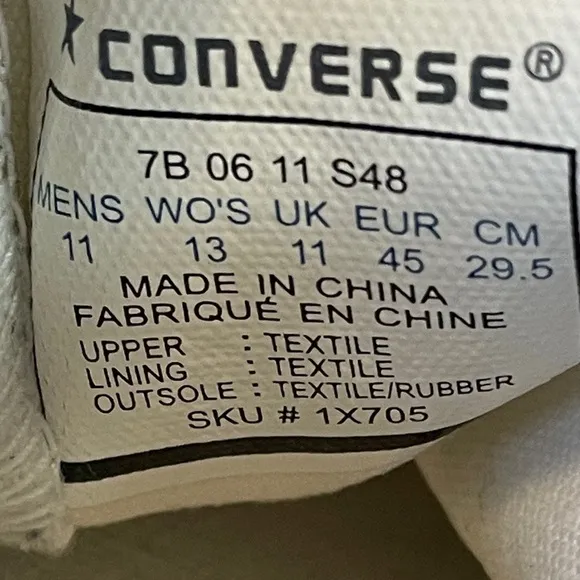 CONVERSE®
7B 06 11 S48
MENS WO'S UK EUR CM
11 13 11 45 29.5
MADE IN CHINA
FABRIQUÉ EN CHINE
UPPER : TEXTILE
LINING : TEXTILE
OUTSOLE : TEXTILE/RUBBER
SKU # 1X705